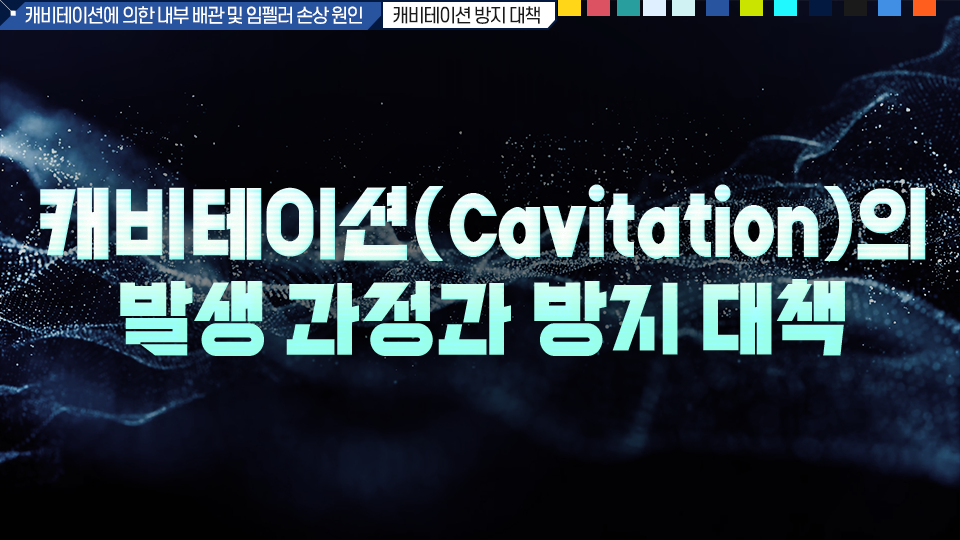 캐비테이션에 의한 내부 배관 및 임펠러 손상 원인
캐비테이션 방지 대책
캐비테이션(Cavitation)의
발생 과정과 방지 대책